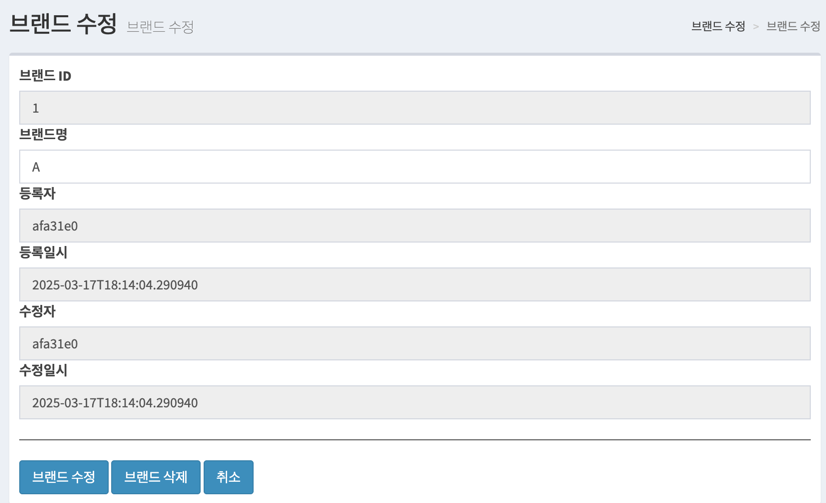 브랜드 수정 브랜드 수정 브랜드 수정 > 브랜드 수정
브랜드 ID
1
브랜드명
A
등록자
afa31e0
등록일시
2025-03-17T18:14:04.290940
수정자
afa31e0
수정일시
2025-03-17T18:14:04.290940
브랜드 수정 브랜드 삭제 취소